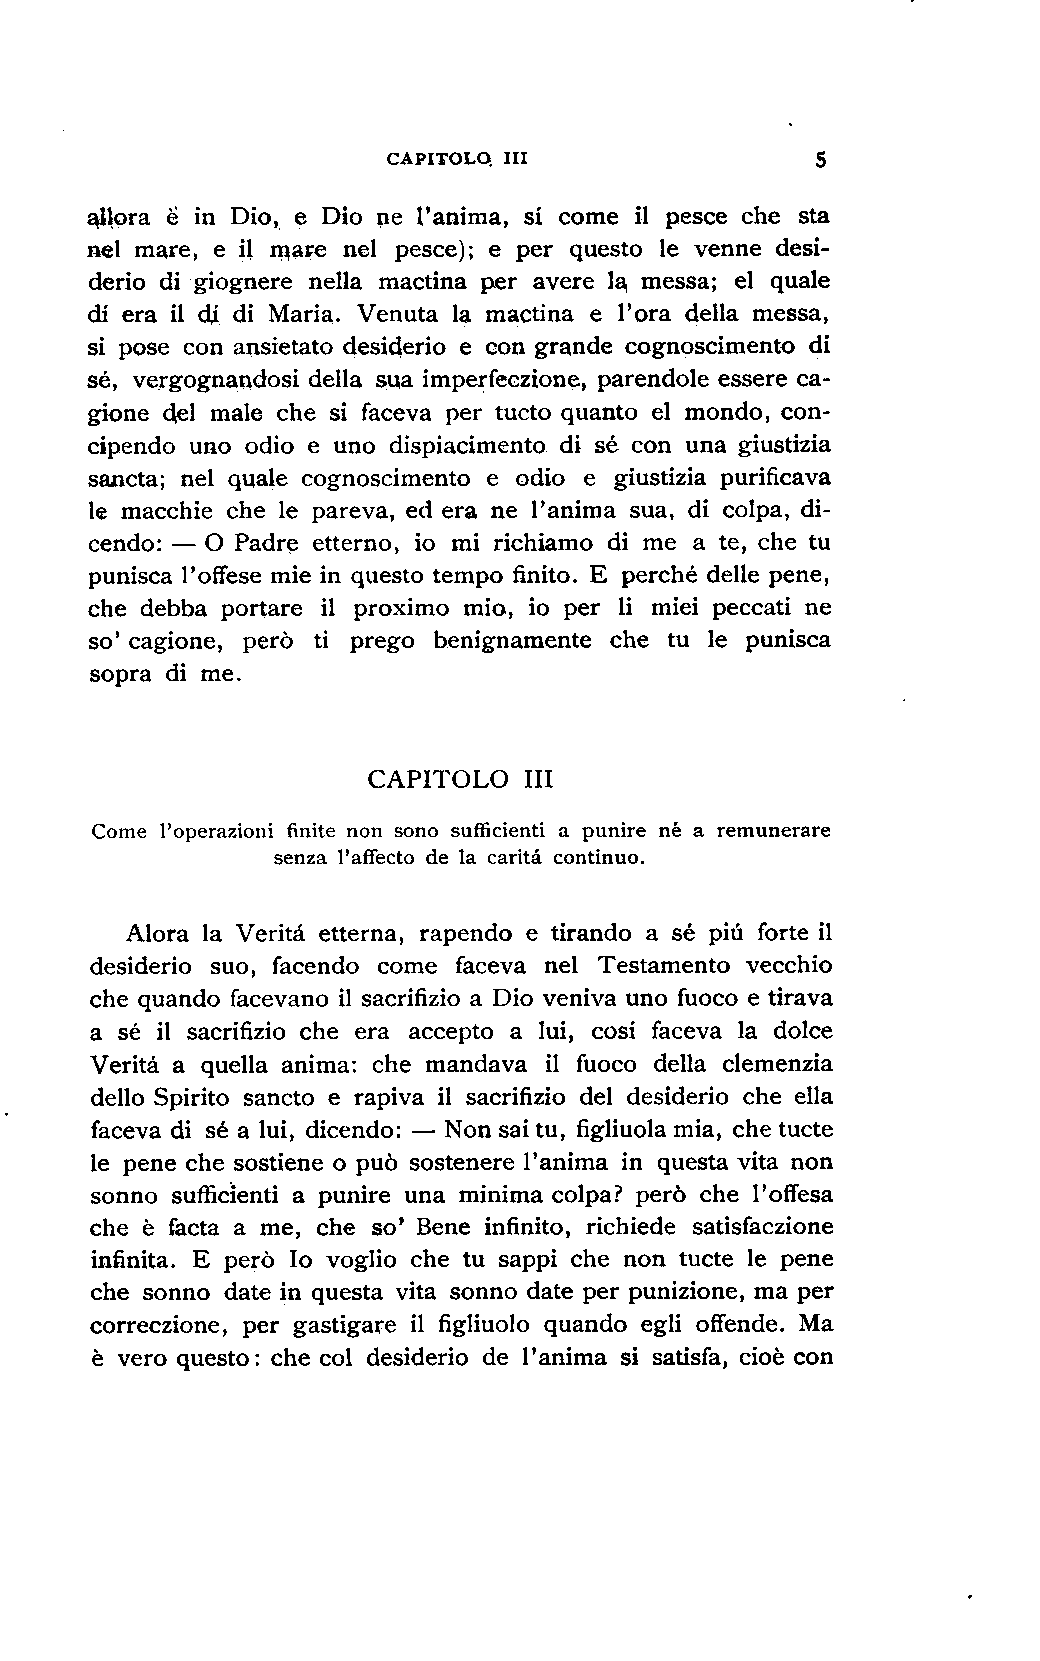 CAPITOLO III 5
allora è in Dio, e Dio ne l'anima, sí come il pesce che sta
nel mare, e il mare nel pesce); e per questo le venne desi-
derio di giognere nella mactina per avere la messa; el quale
dí era il dí di Maria. Venuta la mactina e l'ora della messa,
si pose con ansietato desiderio e con grande cognoscimento di
sé, vergognandosi della sua imperfeczione, parendole essere ca-
gione del male che si faceva per tucto quanto el mondo, con-
cipendo uno odio e uno dispiacimento di sé con una giustizia
sancta; nel quale cognoscimento e odio e giustizia purificava
le macchie che le pareva, ed era ne l'anima sua, di colpa, di-
cendo: — O Padre etterno, io mi richiamo di me a te, che tu
punisca l'offese mie in questo tempo finito. E perché delle pene,
che debba portare il proximo mio, io per li miei peccati ne
so' cagione, però ti prego benignamente che tu le punisca
sopra di me.
CAPITOLO III
Come l'operazioni finite non sono sufficienti a punire né a remunerare
senza l'affecto de la caritá continuo.
Alora la Veritá etterna, rapendo e tirando a sé piú forte il
desiderio suo, facendo come faceva nel Testamento vecchio
che quando facevano il sacrifizio a Dio veniva uno fuoco e tirava
a sé il sacrifizio che era accepto a lui, cosí faceva la dolce
Veritá a quella anima: che mandava il fuoco della clemenzia
dello Spirito sancto e rapiva il sacrifizio del desiderio che ella
faceva di sé a lui, dicendo: — Non sai tu, figliuola mia, che tucte
le pene che sostiene o può sostenere l'anima in questa vita non
sonno sufficienti a punire una minima colpa? però che l'offesa
che è facta a me, che so' Bene infinito, richiede satisfaczione
infinita. E però Io voglio che tu sappi che non tucte le pene
che sonno date in questa vita sonno date per punizione, ma per
correczione, per gastigare il figliuolo quando egli offende. Ma
è vero questo: che col desiderio de l'anima si satisfa, cioè con